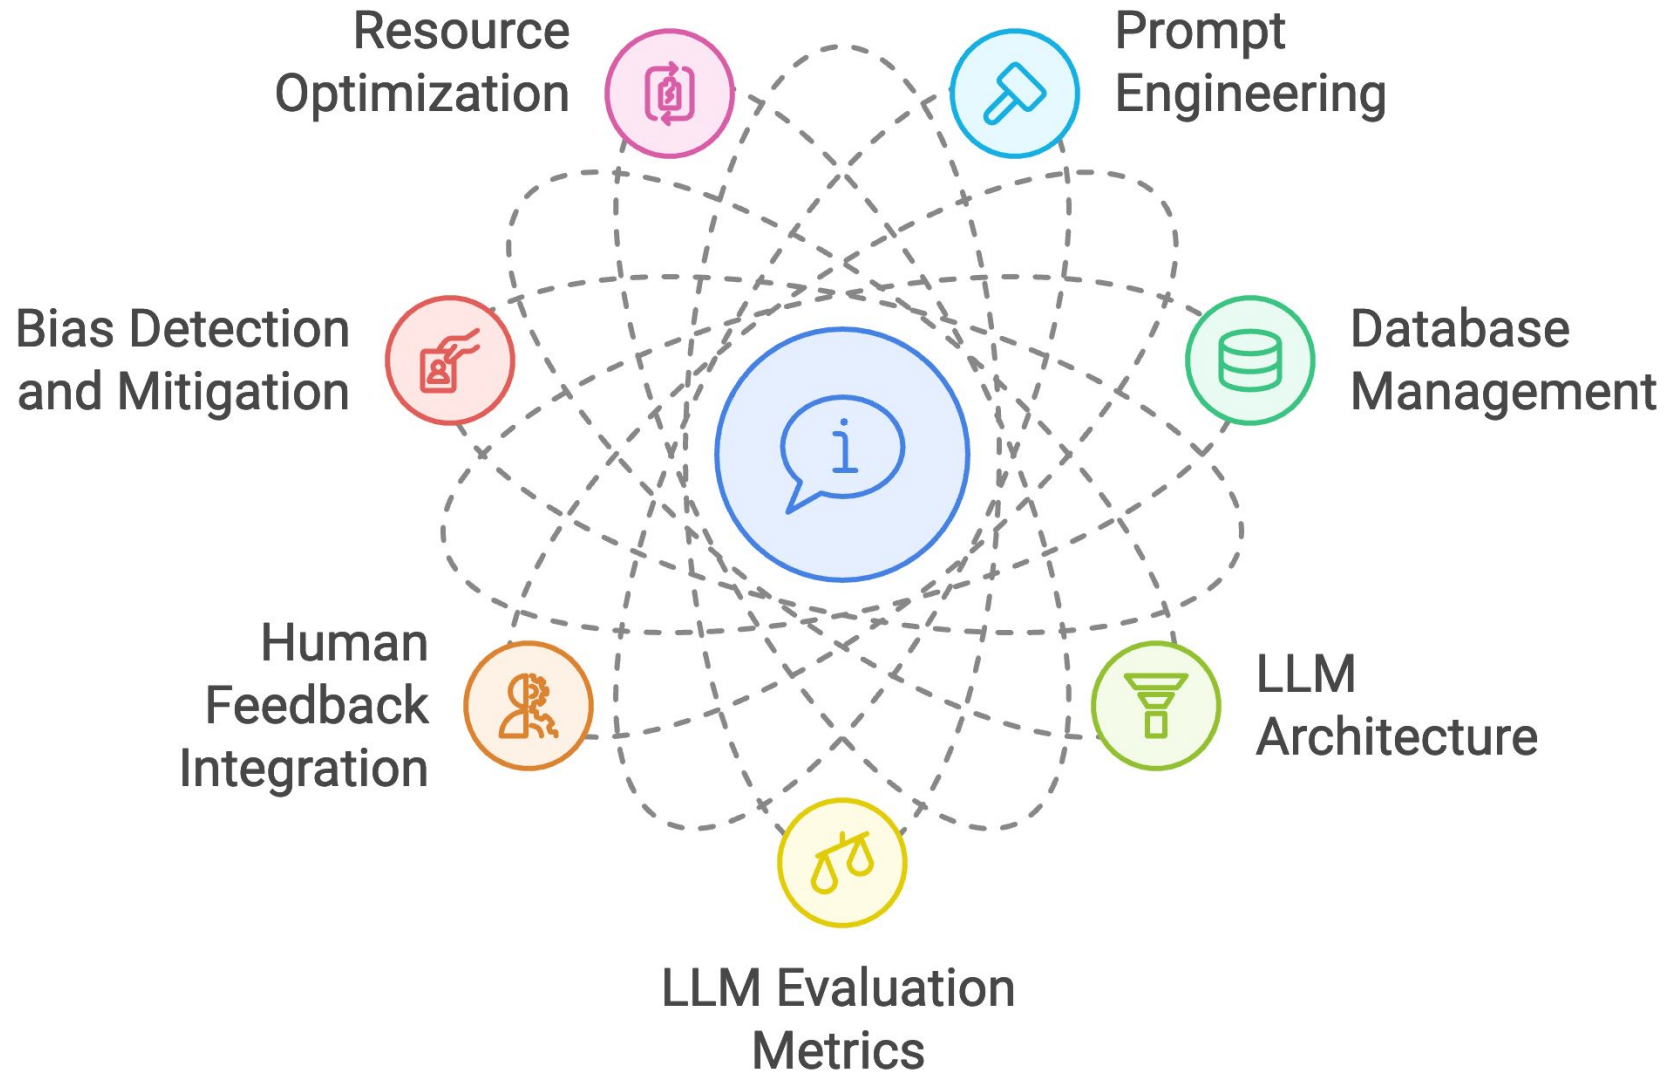 Resource
Optimization
Prompt
Engineering
Bias Detection
and Mitigation
i
Database
Management
Human
Feedback
Integration
LLM
Architecture
LLM Evaluation
Metrics